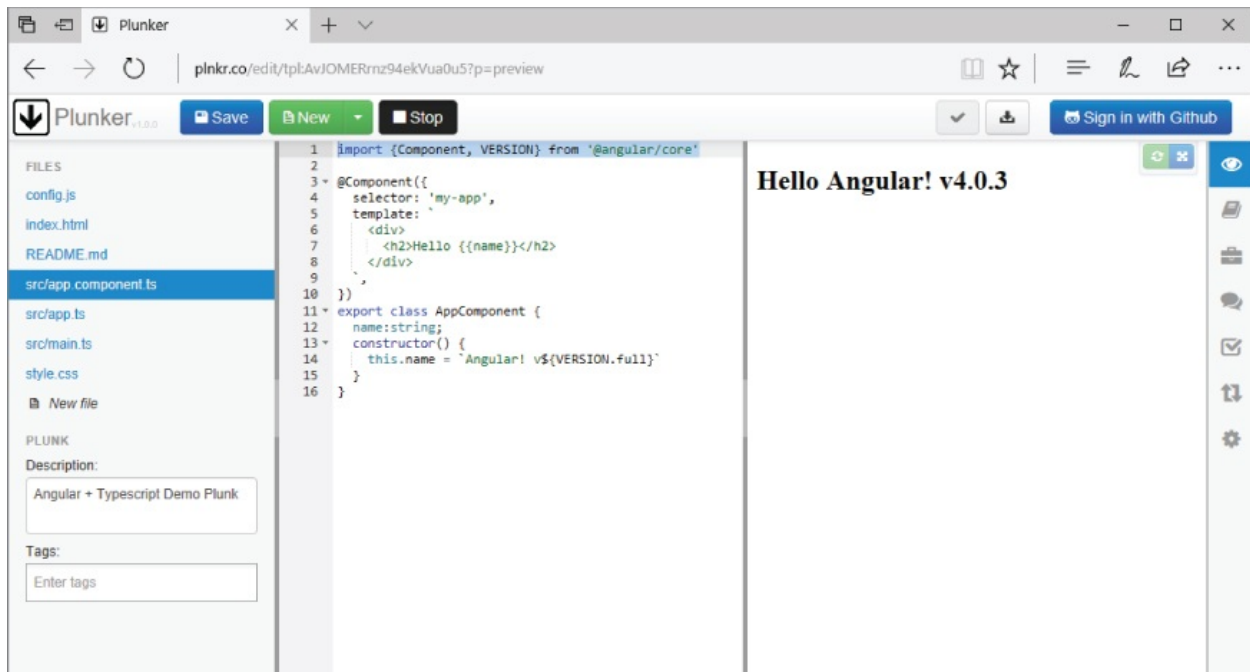 Plunker
plnkr.co/edit/tpl:AvJOMERrnz94ekVua0u5?p=preview
Plunker v1.0.0 Save New Stop Sign in with Github
FILES
config.js
index.html
README.md
src/app.component.ts
src/app.ts
src/main.ts
style.css
New file
PLUNK
Description:
Angular + Typescript Demo Plunk
Tags:
Enter tags
1 import {Component, VERSION} from '@angular/core'
2
3 @Component({
4   selector: 'my-app',
5   template: `
6     <div>
7       <h2>Hello {{name}}</h2>
8     </div>
9   `,
10 })
11 export class AppComponent {
12   name:string;
13   constructor() {
14     this.name = `Angular! v${VERSION.full}`
15   }
16 }
Hello Angular! v4.0.3